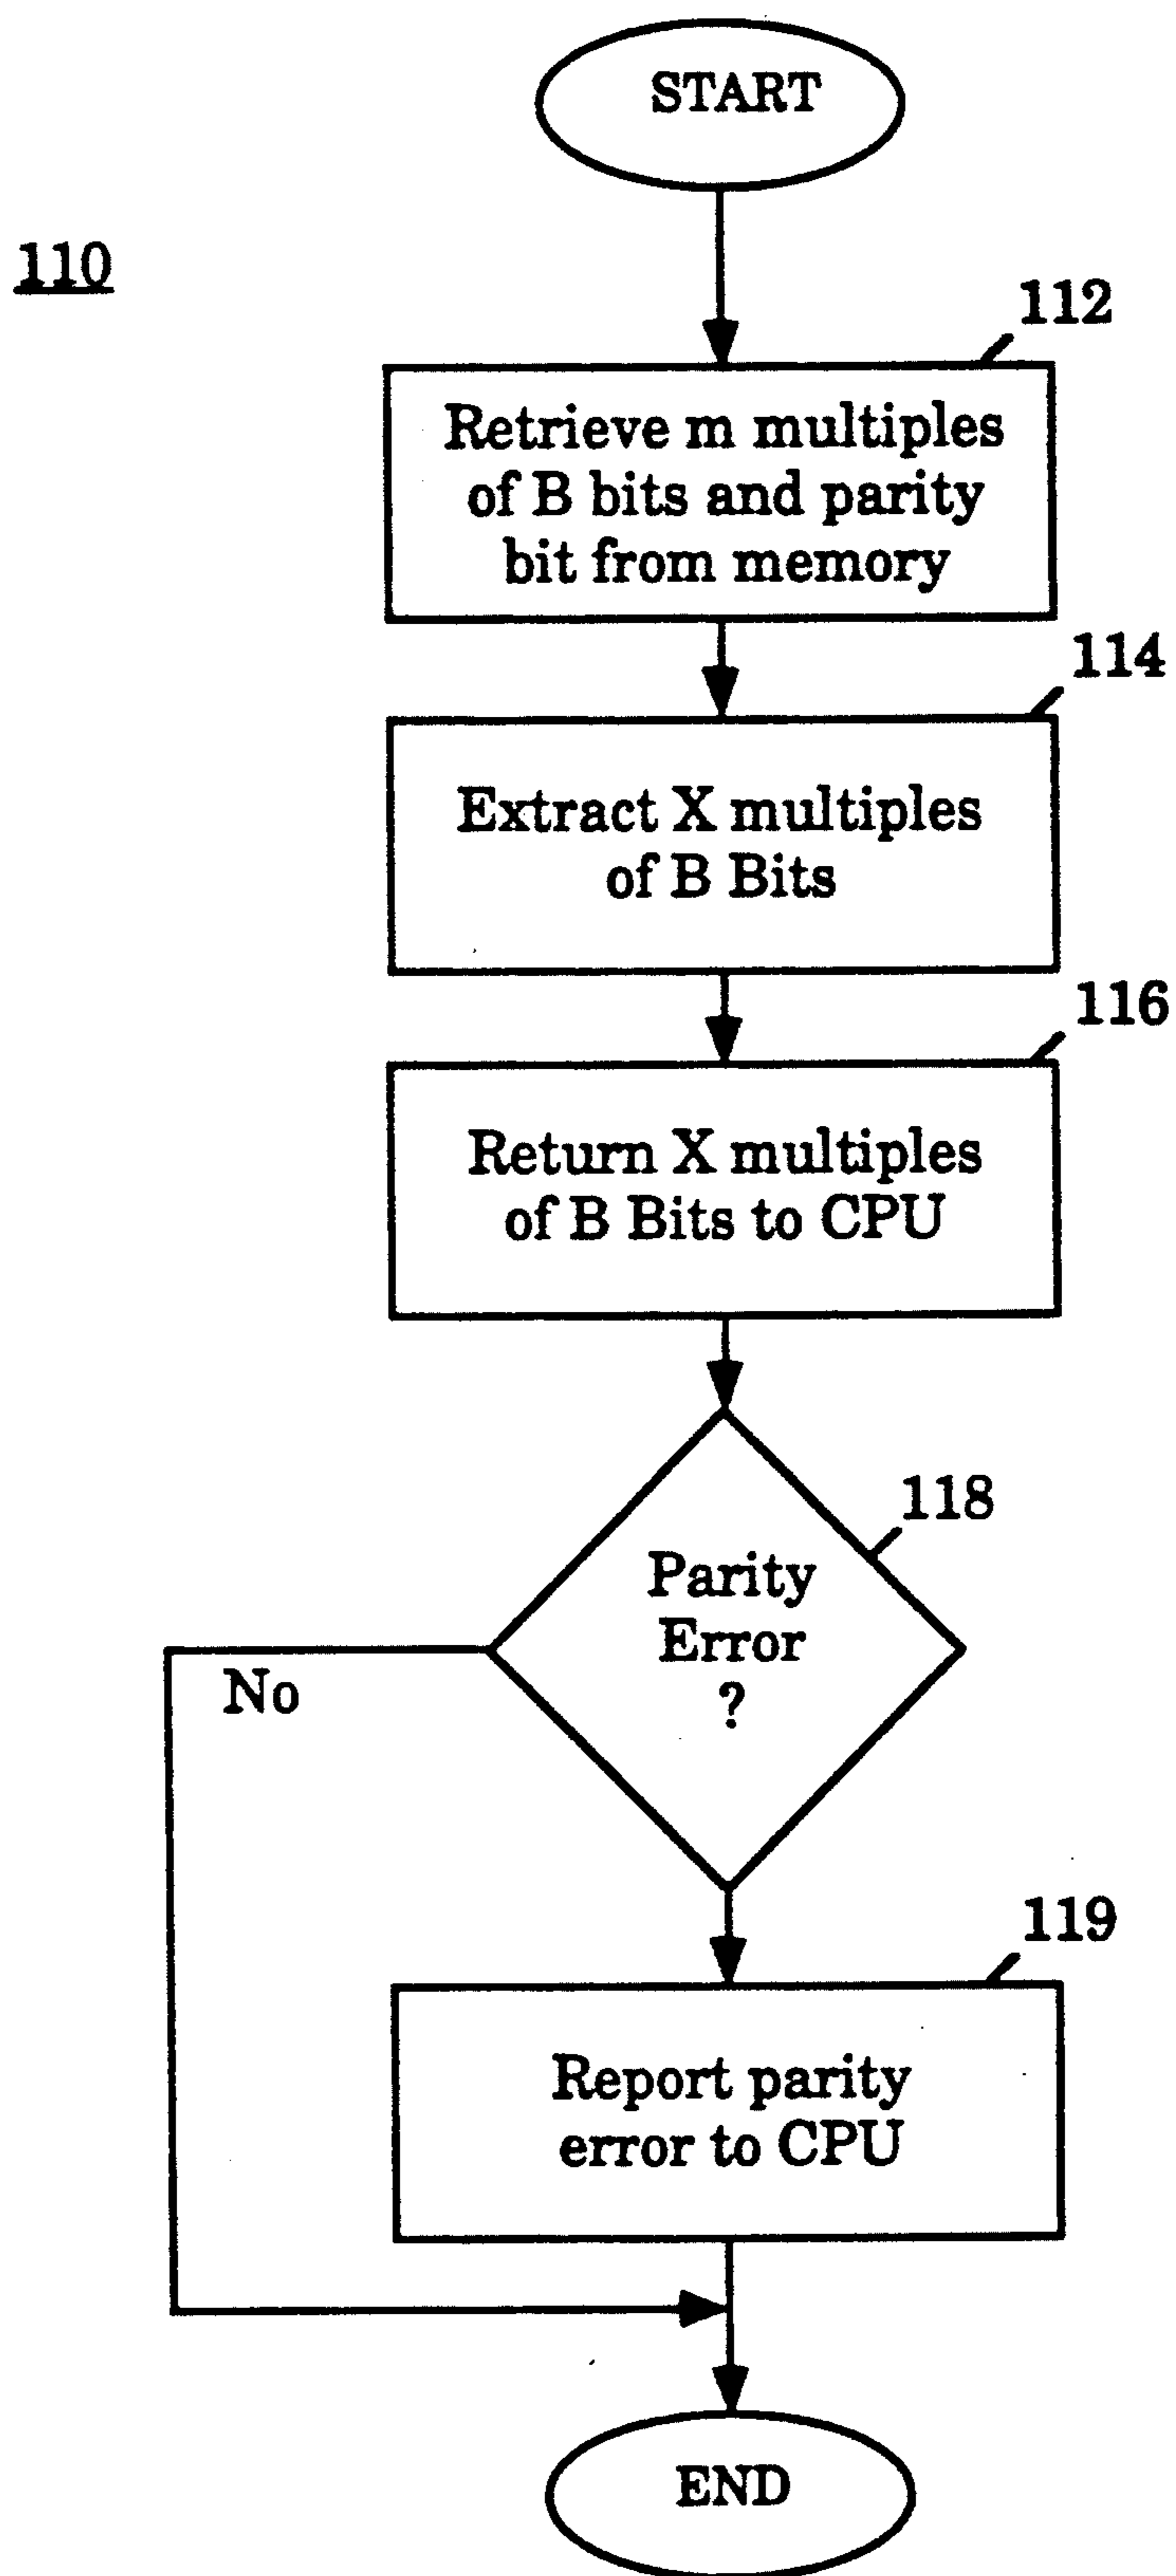 START
110
112
Retrieve m multiples
of B bits and parity
bit from memory
114
Extract X multiples
of B Bits
116
Return X multiples
of B Bits to CPU
118
Parity
Error
?
No
119
Report parity
error to CPU
END